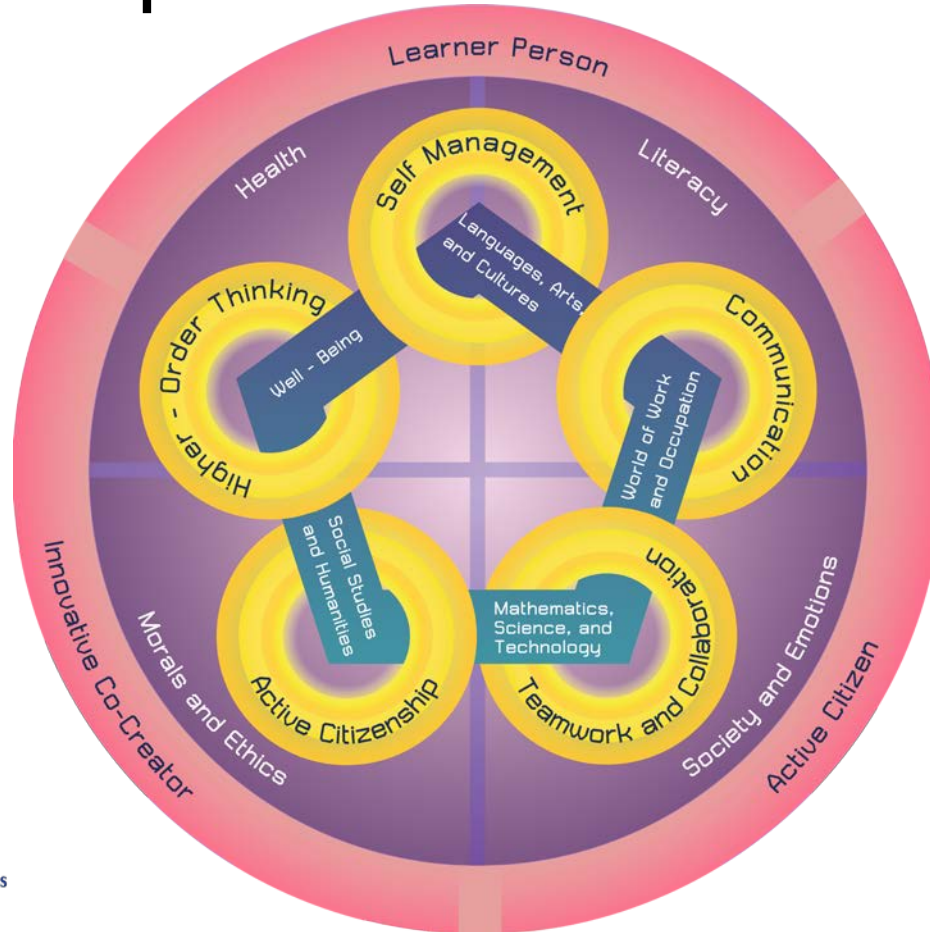 Learner Person
Health
Literacy
Self Management
Languages, Arts,
and Cultures
Higher - Order Thinking
Well - Being
Communication
World of Work
and Occupation
Social Studies
and Humanities
Mathematics,
Science, and
Technology
Teamwork and Collaboration
Active Citizenship
Morals and Ethics
Society and Emotions
Innovative Co-Creator
Active Citizen
s